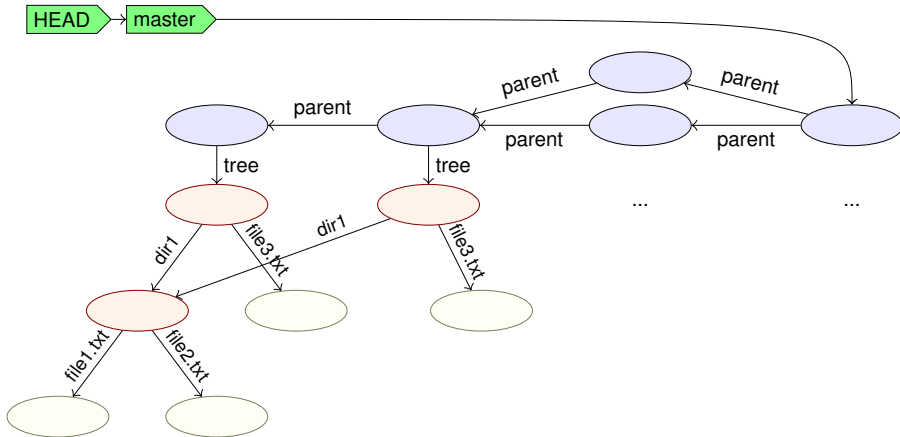 HEAD
master
parent
parent
parent
parent
parent
tree
tree
...
...
dir1
file3.txt
dir1
file3.txt
file1.txt
file2.txt